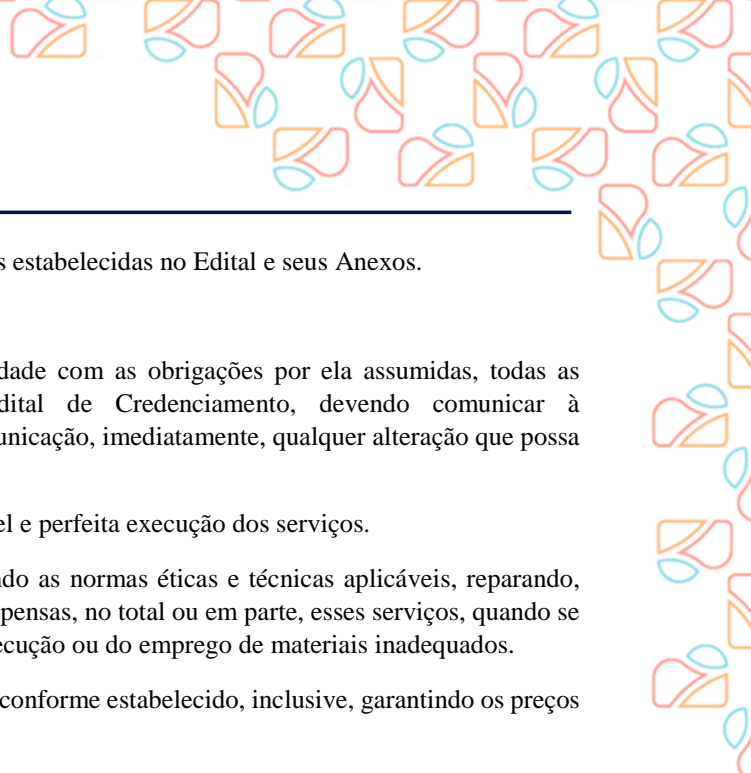 s estabelecidas no Edital e seus Anexos.
dade com as obrigações por ela assumidas, todas as
dital de Credenciamento, devendo comunicar à
unicação, imediatamente, qualquer alteração que possa
el e perfeita execução dos serviços.
ndo as normas éticas e técnicas aplicáveis, reparando,
pensas, no total ou em parte, esses serviços, quando se
ecução ou do emprego de materiais inadequados.
conforme estabelecido, inclusive, garantindo os preços